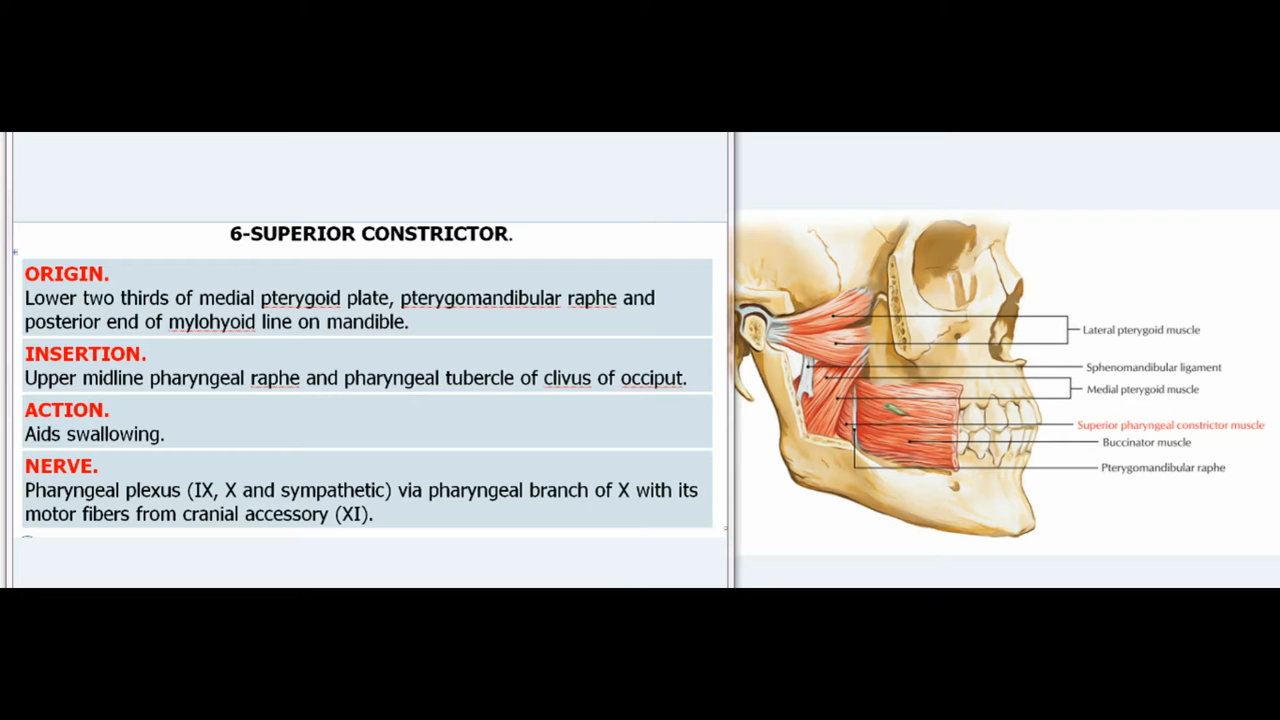 6-SUPERIOR CONSTRICTOR.
ORIGIN.
Lower two thirds of medial pterygoid plate, pterygomandibular raphe and
posterior end of mylohyoid line on mandible.
INSERTION.
Upper midline pharyngeal raphe and pharyngeal tubercle of clivus of occiput.
ACTION.
Aids swallowing.
NERVE.
Pharyngeal plexus (IX, X and sympathetic) via pharyngeal branch of X with its
motor fibers from cranial accessory (XI).
Lateral pterygoid muscle
Sphenomandibular ligament
Medial pterygoid muscle
Superior pharyngeal constrictor muscle
Buccinator muscle
Pterygomandibular raphe